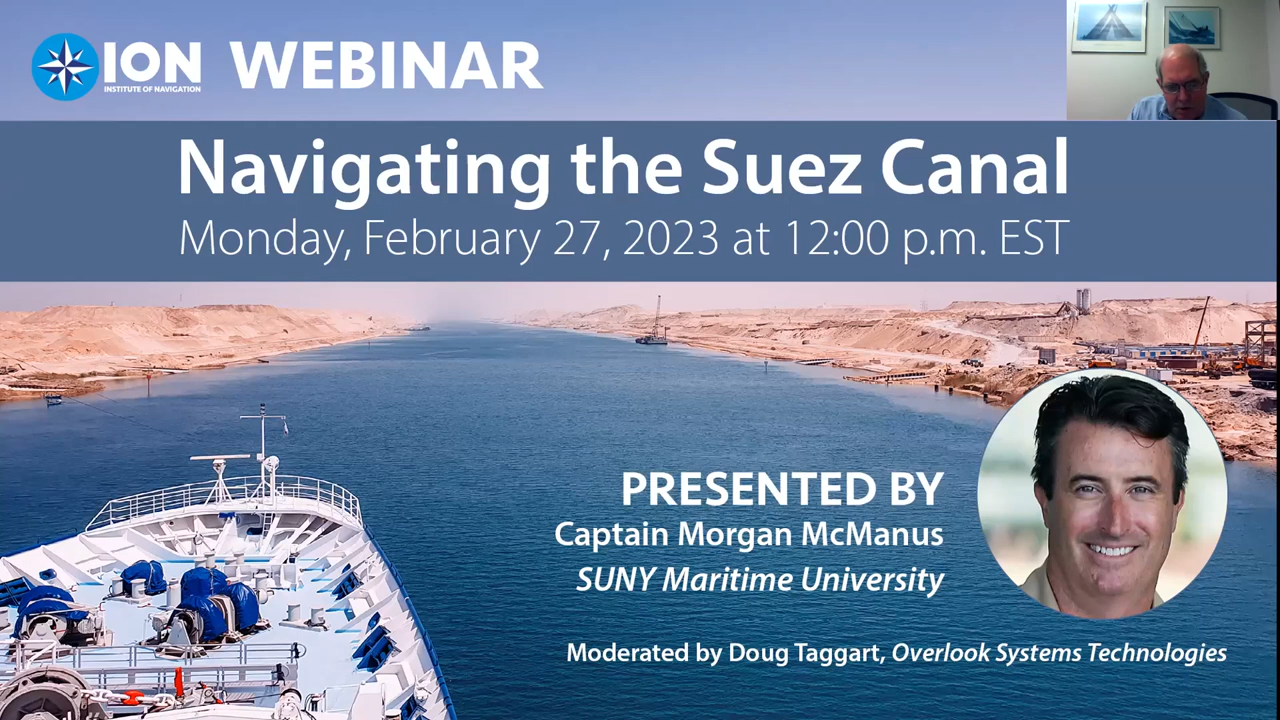 ION WEBINAR
INSTITUTE OF NAVIGATION
Navigating the Suez Canal
Monday, February 27, 2023 at 12:00 p.m. EST
PRESENTED BY
Captain Morgan McManus
SUNY Maritime University
Moderated by Doug Taggart, Overlook Systems Technologies